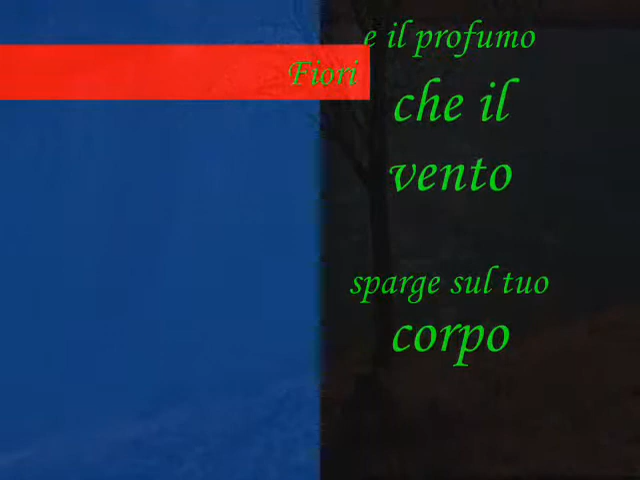 e il profumo
Fiori
che il
vento
sparge sul tuo
corpo